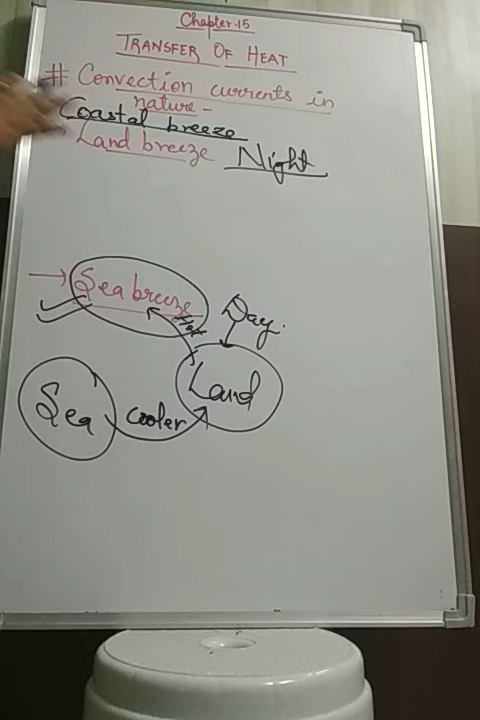 Chapter-15
TRANSFER OF HEAT
# Convection currents in
nature -
Coastal breeze
Land breeze Night
→ Sea breeze
Day.
Hot
Land
Sea cooler